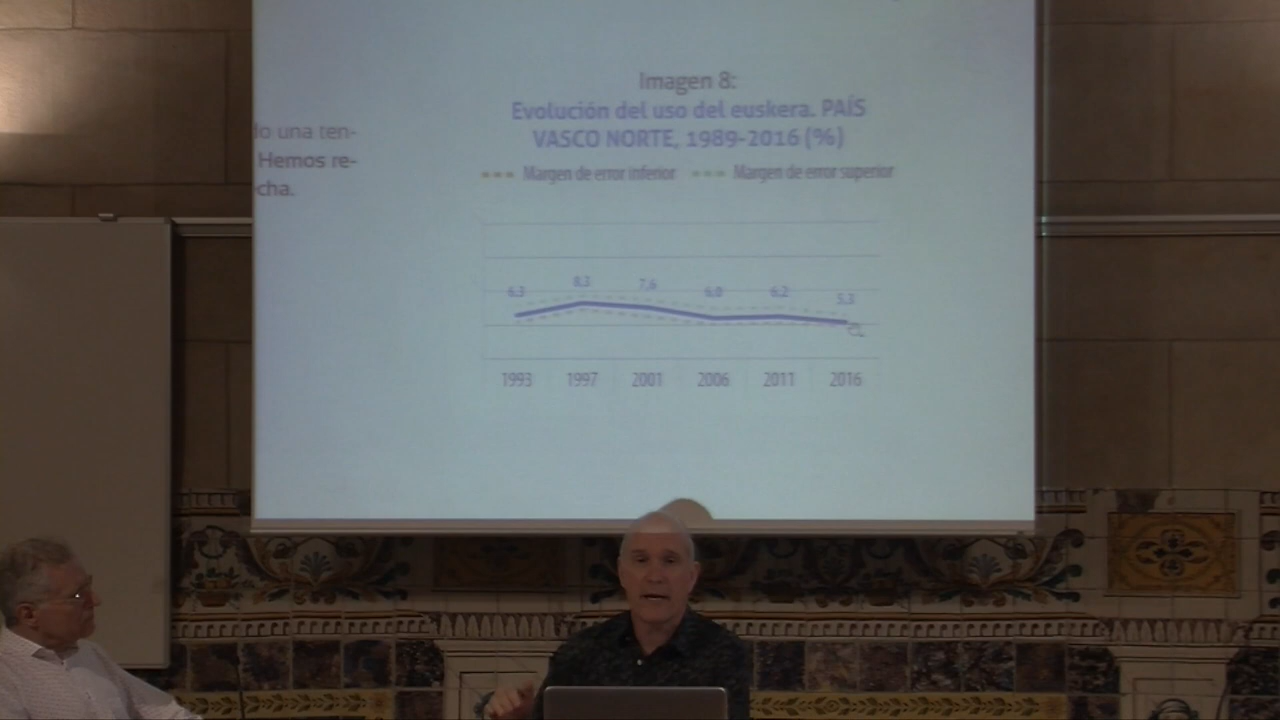 do una ten-
Hemos re-
cha.
Imagen 8:
Evolución del uso del euskera. PAÍS
VASCO NORTE, 1989-2016 (%)
Margen de error inferior Margen de error superior
6,3 8,3 7,6 6,0 6,2 5,3
1993 1997 2001 2006 2011 2016